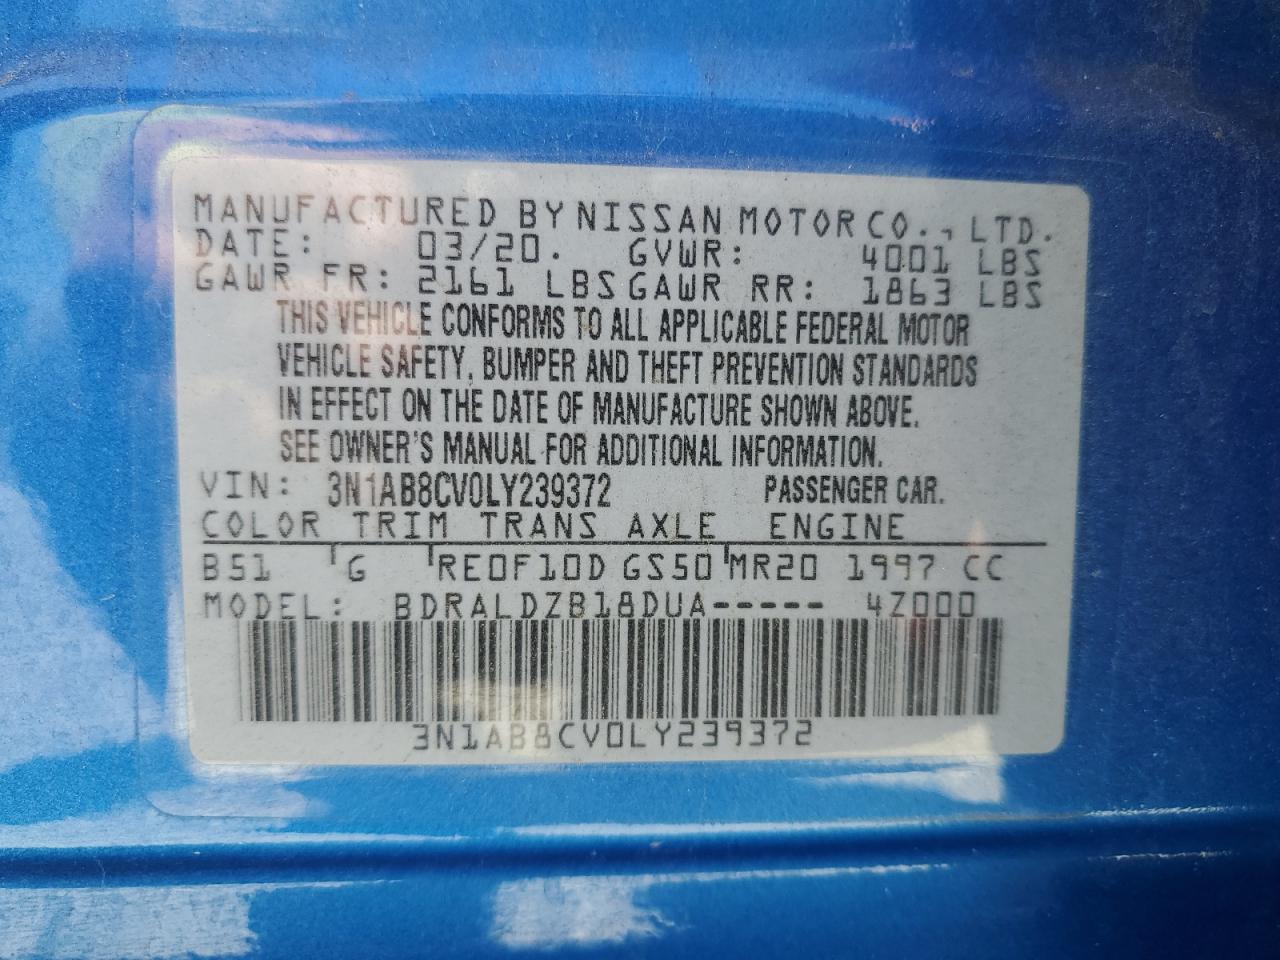 MANUFACTURED BY NISSAN MOTOR CO., LTD.
DATE: 03/20. GVWR: 4001 LBS
GAWR FR: 2161 LBS GAWR RR: 1863 LBS
THIS VEHICLE CONFORMS TO ALL APPLICABLE FEDERAL MOTOR
VEHICLE SAFETY, BUMPER AND THEFT PREVENTION STANDARDS
IN EFFECT ON THE DATE OF MANUFACTURE SHOWN ABOVE.
SEE OWNER'S MANUAL FOR ADDITIONAL INFORMATION.
VIN: 3N1AB8CV0LY239372 PASSENGER CAR.
COLOR TRIM TRANS AXLE ENGINE
B51 G RE0F10D GS50 MR20 1997 CC
MODEL: BDRALDZB18DUA----- 4Z000
3N1AB8CV0LY239372